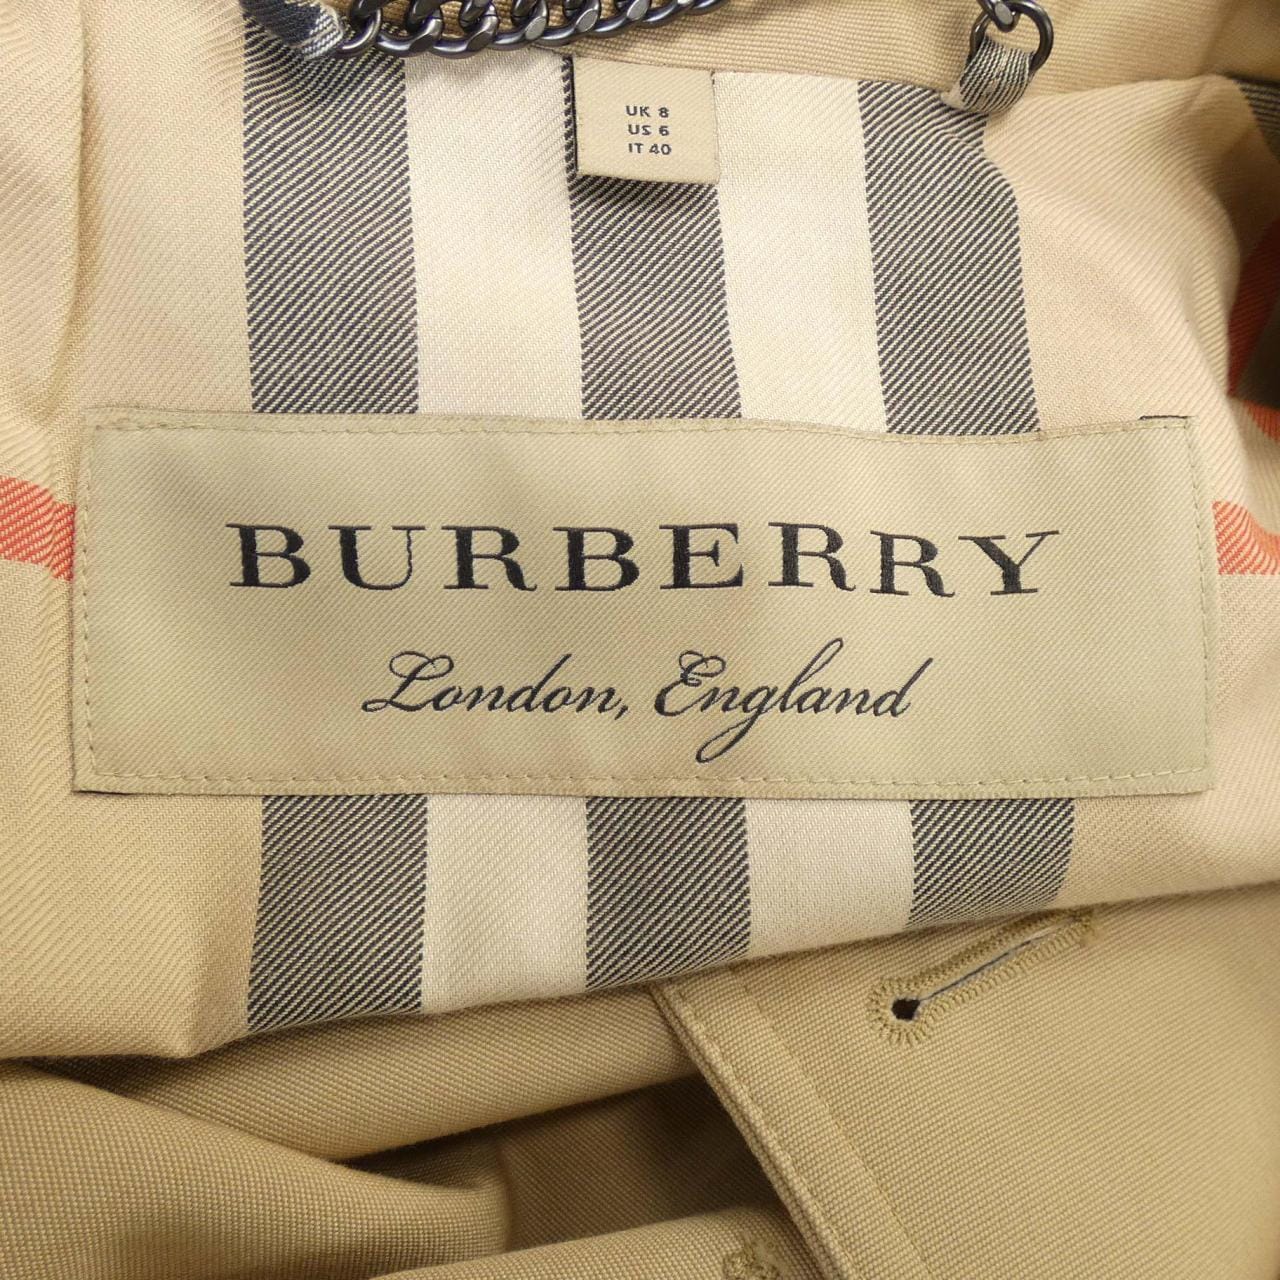 UK 8
US 6
IT 40
BURBERRY
London, England